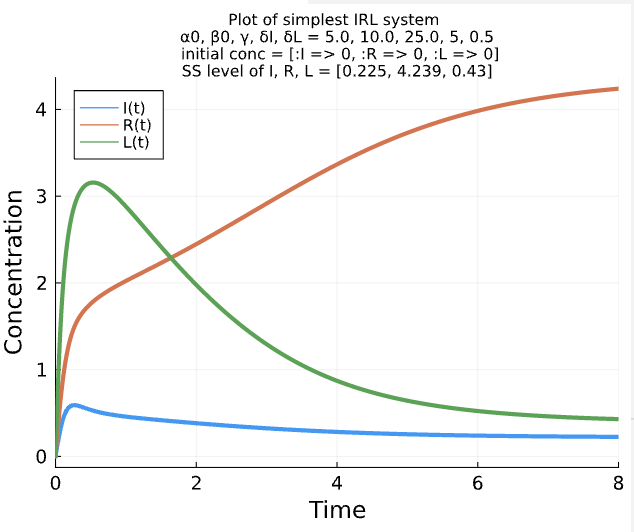 Plot of simplest IRL system
α0, β0, γ, δI, δL = 5.0, 10.0, 25.0, 5, 0.5
initial conc = [:I => 0, :R => 0, :L => 0]
SS level of I, R, L = [0.225, 4.239, 0.43]
I(t)
R(t)
L(t)
Concentration
4
3
2
1
0
0 2 4 6 8
Time